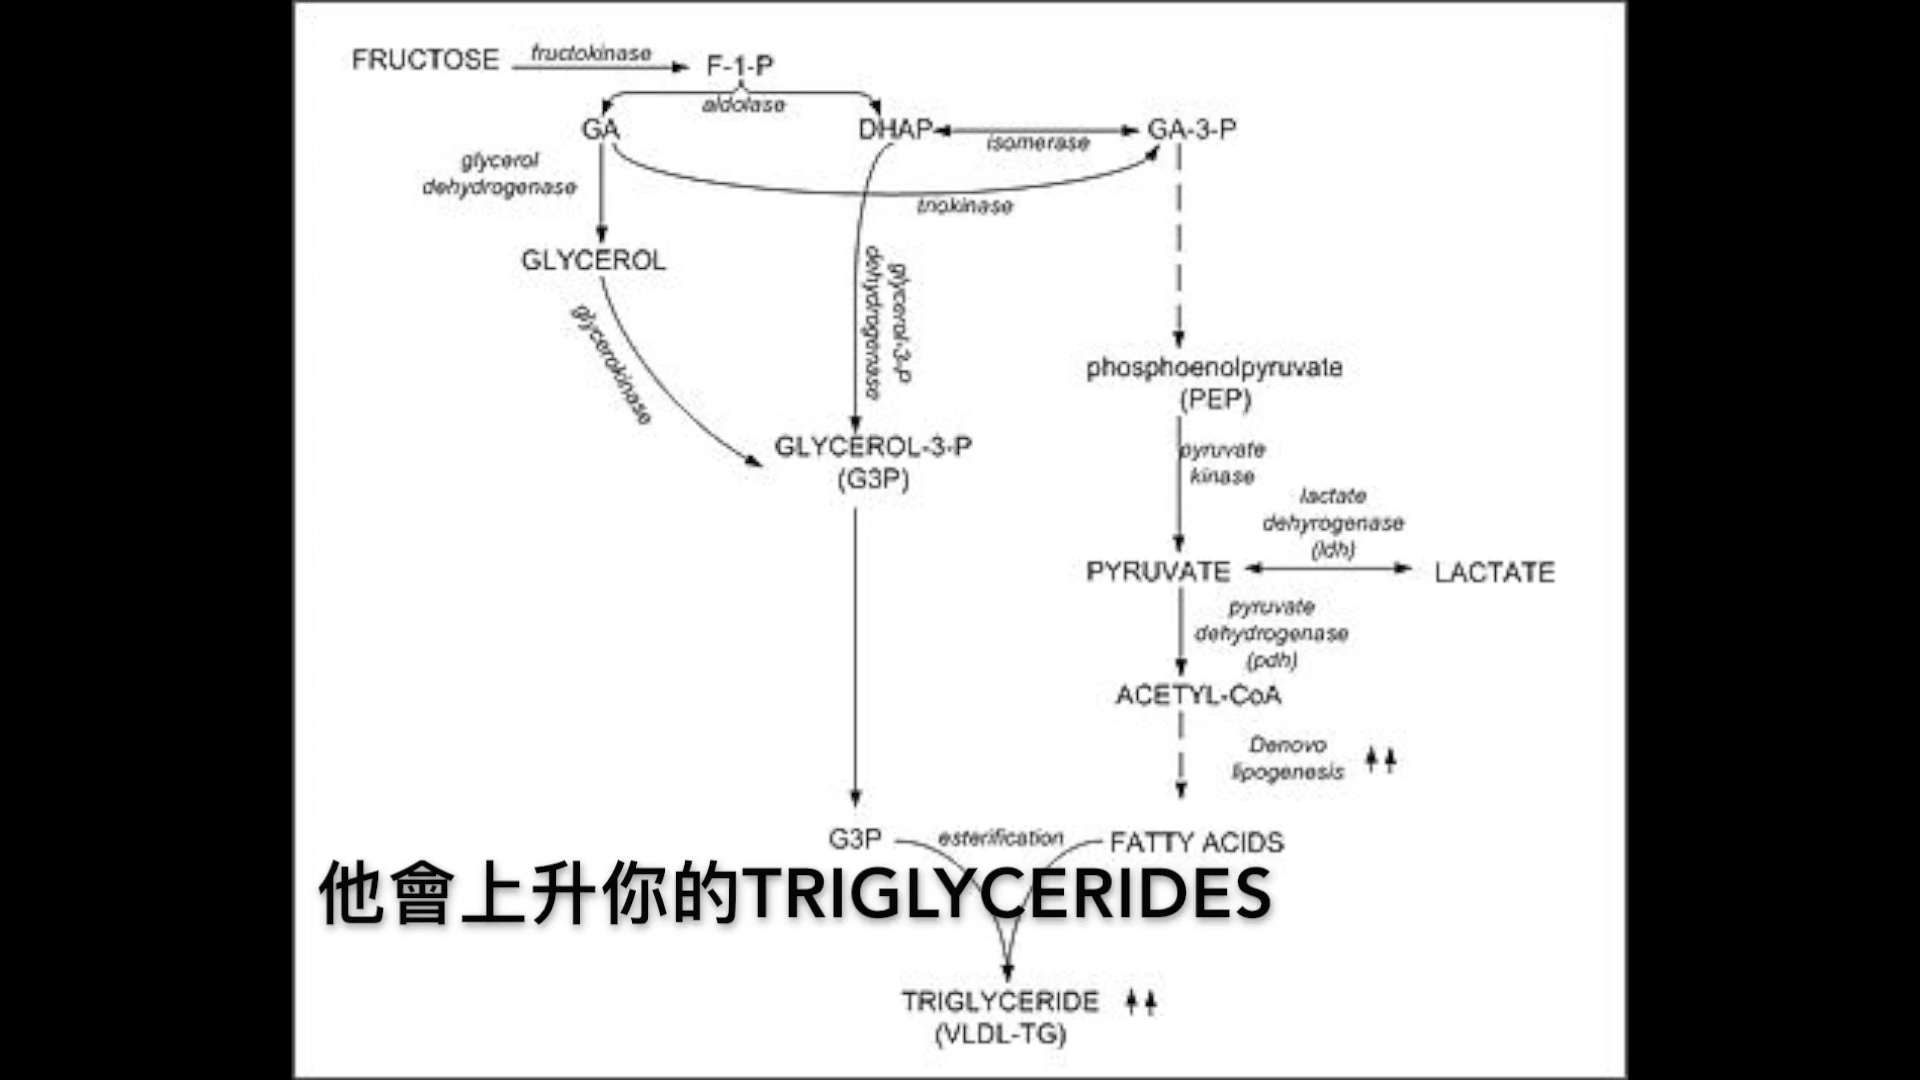 FRUCTOSE
fructokinase
F-1-P
aldolase
GA
DHAP
isomerase
GA-3-P
glycerol
dehydrogenase
triokinase
GLYCEROL
glycerokinase
glycerol-3-P
dehydrogenase
phosphoenolpyruvate
(PEP)
GLYCEROL-3-P
(G3P)
pyruvate
kinase
lactate
dehyrogenase
(ldh)
PYRUVATE
LACTATE
pyruvate
dehydrogenase
(pdh)
ACETYL-CoA
Denovo
lipogenesis
G3P
esterification
FATTY ACIDS
他會上升你的TRIGLYCERIDES
TRIGLYCERIDE
(VLDL-TG)